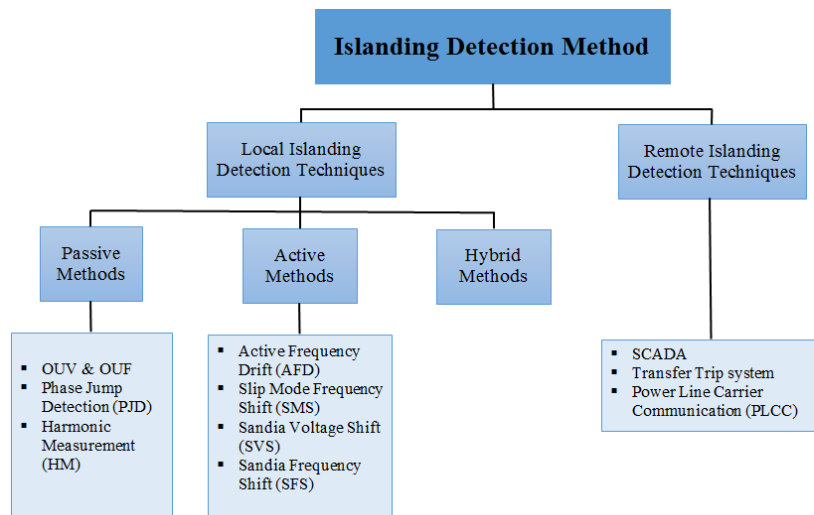 Islanding Detection Method
Local Islanding
Detection Techniques
Remote Islanding
Detection Techniques
Passive
Methods
Active
Methods
Hybrid
Methods
▪ OUV & OUF
▪ Phase Jump
Detection (PJD)
▪ Harmonic
Measurement
(HM)
▪ Active Frequency
Drift (AFD)
▪ Slip Mode Frequency
Shift (SMS)
▪ Sandia Voltage Shift
(SVS)
▪ Sandia Frequency
Shift (SFS)
▪ SCADA
▪ Transfer Trip system
▪ Power Line Carrier
Communication (PLCC)